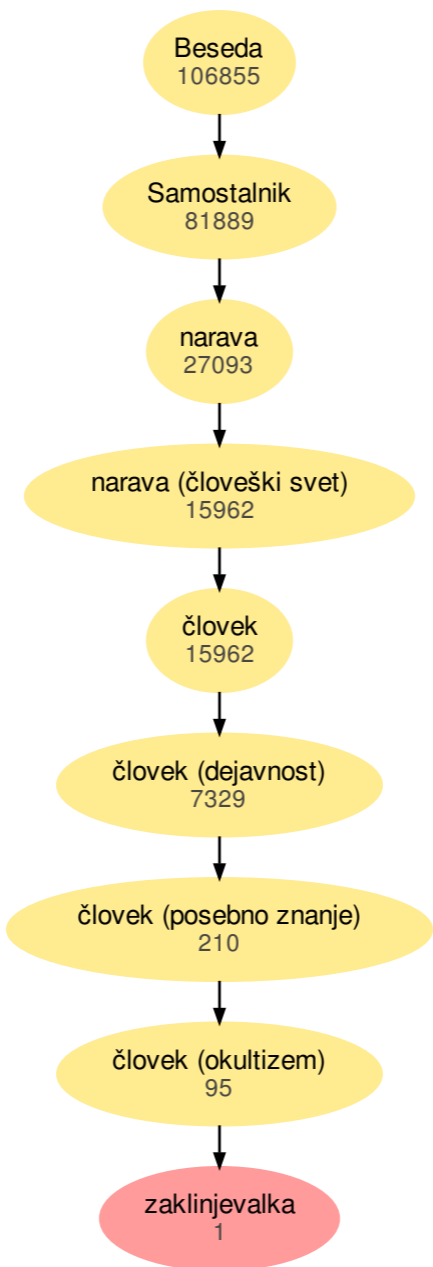 Beseda
106855
Samostalnik
81889
narava
27093
narava (človeški svet)
15962
človek
15962
človek (dejavnost)
7329
človek (posebno znanje)
210
človek (okultizem)
95
zaklinjevalka
1